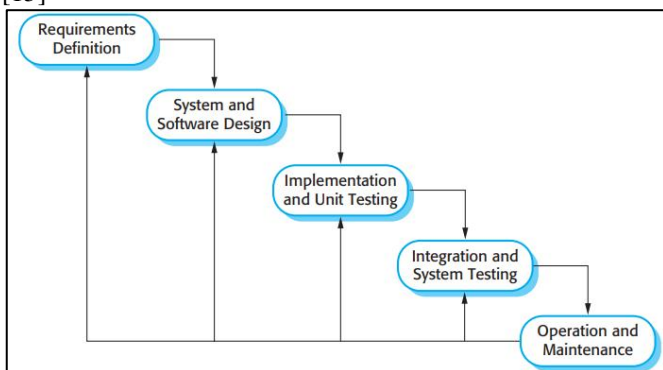 Requirements
Definition
System and
Software Design
Implementation
and Unit Testing
Integration and
System Testing
Operation and
Maintenance